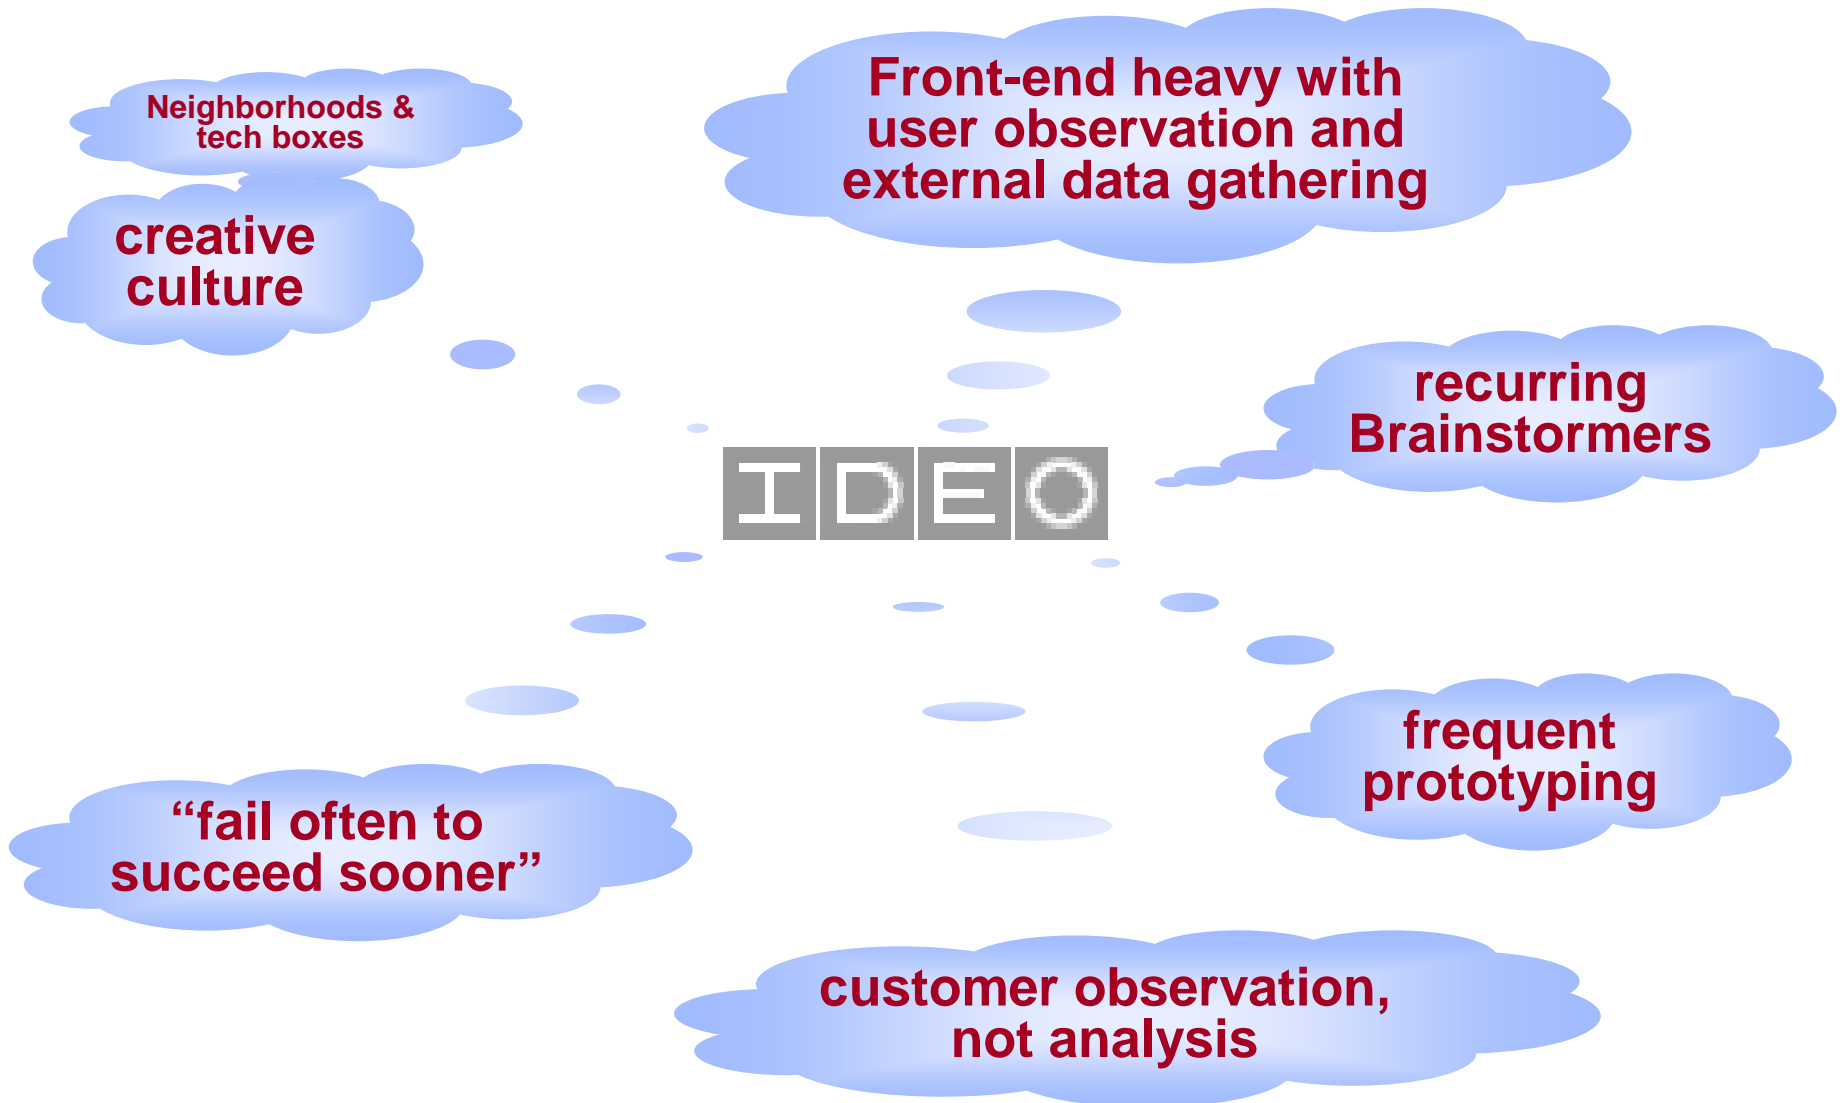 Neighborhoods &
tech boxes
creative
culture
Front-end heavy with
user observation and
external data gathering
recurring
Brainstormers
IDEO
frequent
prototyping
“fail often to
succeed sooner”
customer observation,
not analysis